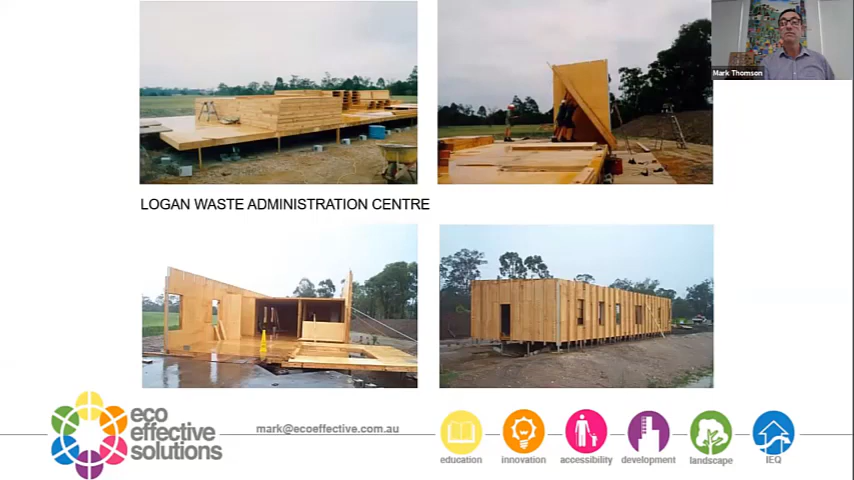 Mark Thomson
LOGAN WASTE ADMINISTRATION CENTRE
eco
effective
solutions
mark@ecoeffective.com.au
education
innovation
accessibility
development
landscape
IEQ